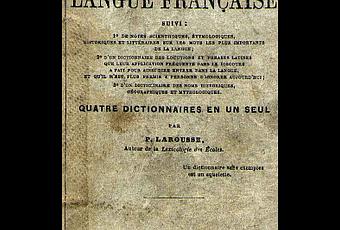 LANGUE FRANÇAISE
SUIVI :
1° DE NOTES SCIENTIFIQUES, ÉTYMOLOGIQUES,
HISTORIQUES ET LITTÉRAIRES SUR LES MOTS LES PLUS IMPORTANTS
DE LA LANGUE ;
2° D'UN DICTIONNAIRE DES LOCUTIONS ET PHRASES LATINES
QUE LEUR APPLICATION FRÉQUENTE DANS LE DISCOURS
A FAIT POUR AINSI DIRE ENTRER DANS LA LANGUE,
ET QU'IL N'EST PLUS PERMIS A PERSONNE D'IGNORER AUJOURD'HUI ;
3° D'UN DICTIONNAIRE DES NOMS HISTORIQUES,
GÉOGRAPHIQUES ET MYTHOLOGIQUES.
QUATRE DICTIONNAIRES EN UN SEUL
PAR
P. LAROUSSE,
Auteur de la Lexicologie des Écoles.
Un dictionnaire sans exemples
est un squelette.